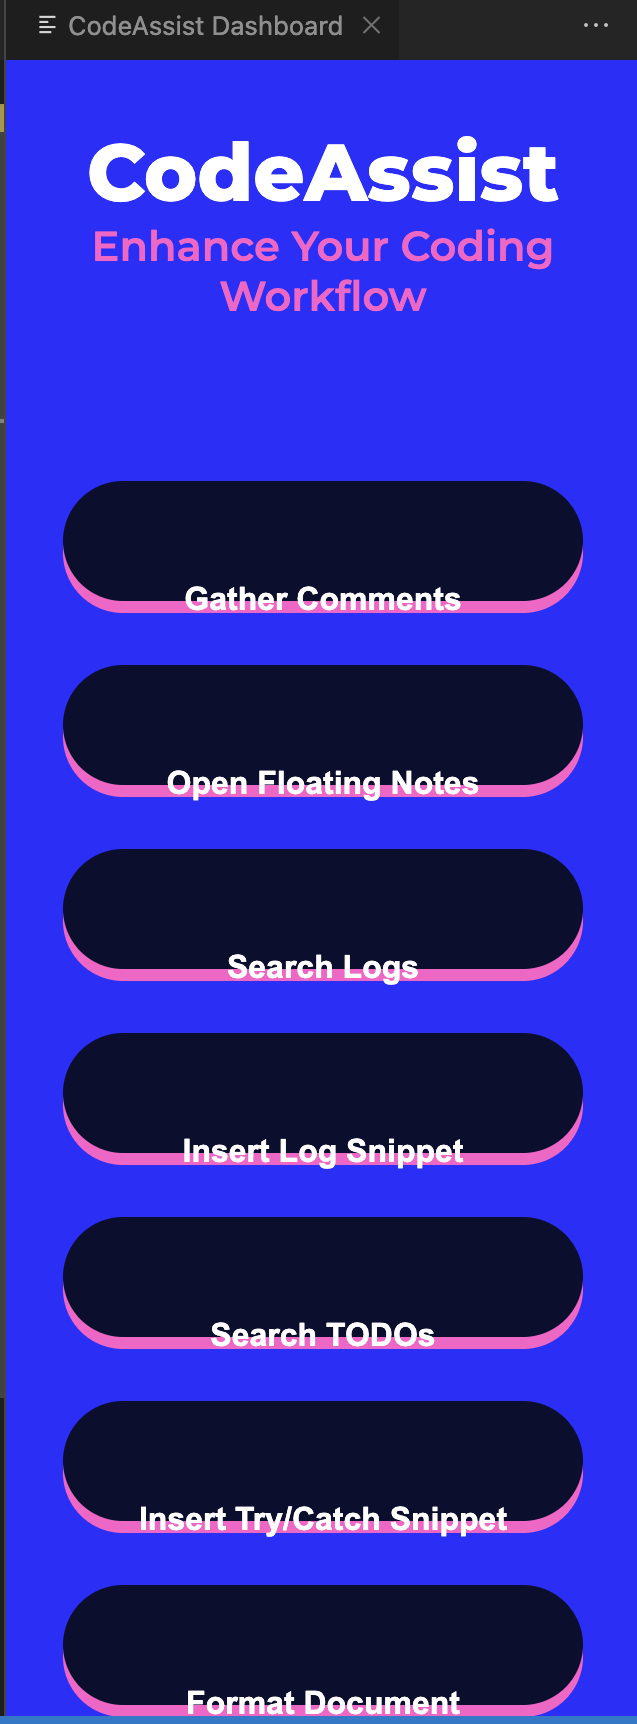 CodeAssist Dashboard
CodeAssist
Enhance Your Coding
Workflow
Gather Comments
Open Floating Notes
Search Logs
Insert Log Snippet
Search TODOs
Insert Try/Catch Snippet
Format Document